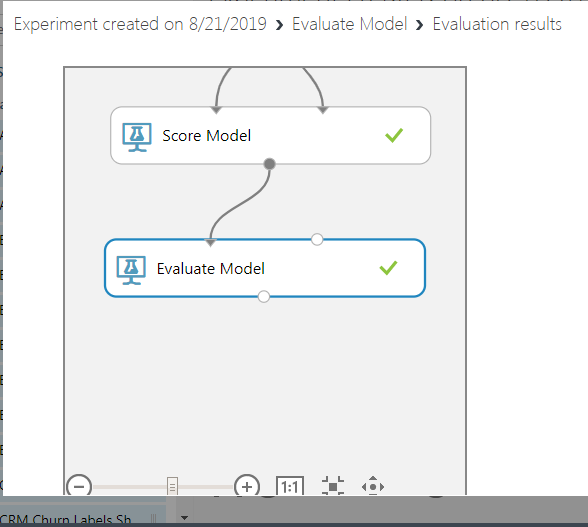 Experiment created on 8/21/2019 › Evaluate Model › Evaluation results
Score Model
Evaluate Model
1:1
CRM Churn Labels Sh